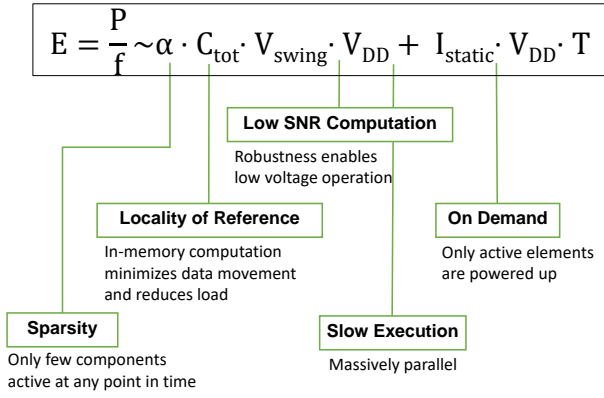 E = P/f ~α · C_tot · V_swing · V_DD + I_static · V_DD · T
Low SNR Computation
Robustness enables
low voltage operation
Locality of Reference
In-memory computation
minimizes data movement
and reduces load
On Demand
Only active elements
are powered up
Sparsity
Only few components
active at any point in time
Slow Execution
Massively parallel